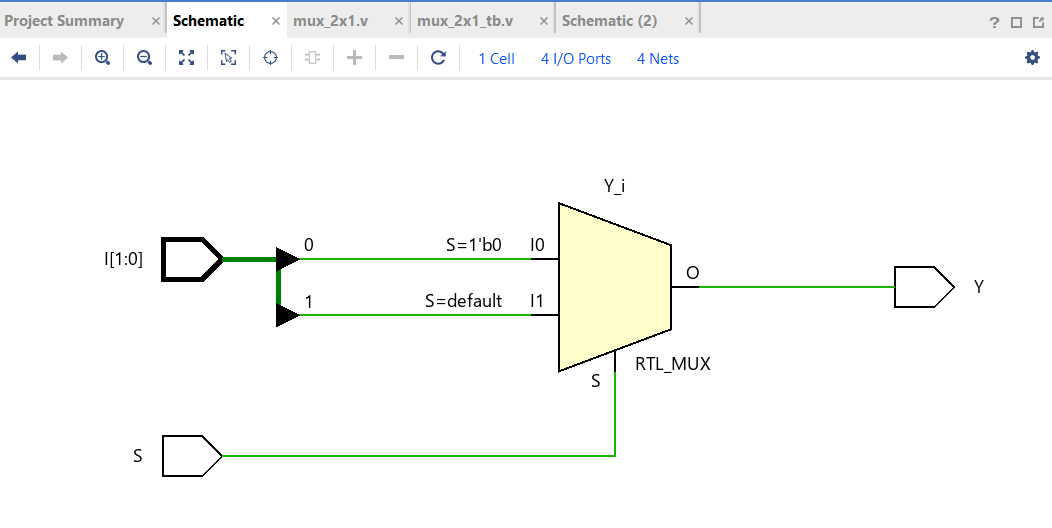 Project Summary × Schematic × mux_2x1.v × mux_2x1_tb.v × Schematic (2) × ?
1 Cell 4 I/O Ports 4 Nets
Y_i
I[1:0] 0 S=1'b0 I0
O
Y
1 S=default I1
RTL_MUX
S
S